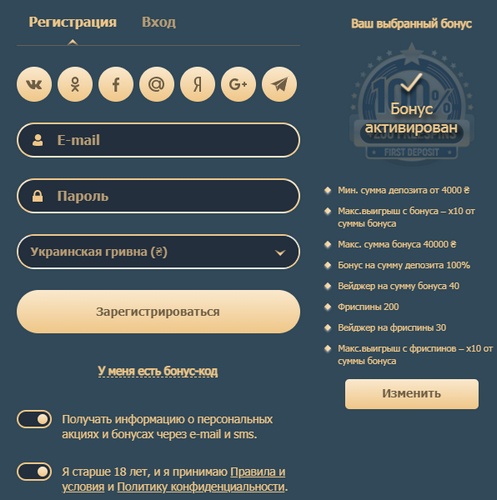 Регистрация
Вход
E-mail
Пароль
Украинская гривна (₴)
Зарегистрироваться
У меня есть бонус-код
Получать информацию о персональных
акциях и бонусах через e-mail и sms.
Я старше 18 лет, и я принимаю Правила и
условия и Политику конфиденциальности.
Ваш выбранный бонус
100%
Бонус
активирован
FIRST DEPOSIT
Мин. сумма депозита от 4000 ₴
Макс.выигрыш с бонуса – x10 от
суммы бонуса
Макс. сумма бонуса 40000 ₴
Бонус на сумму депозита 100%
Вейджер на сумму бонуса 40
Фриспины 200
Вейджер на фриспины 30
Макс.выигрыш с фриспинов – x10 от
суммы бонуса
Изменить